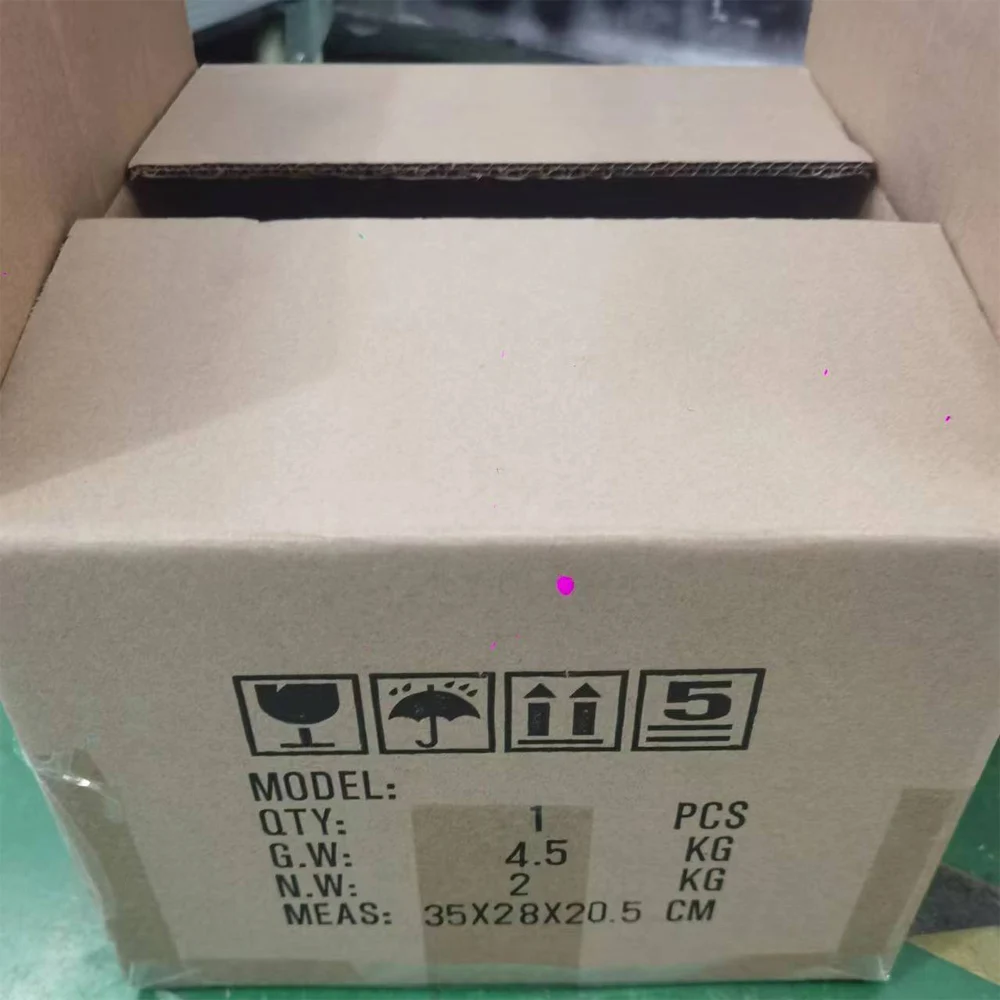 5
MODEL:
QTY: 1 PCS
G.W: 4.5 KG
N.W: 2 KG
MEAS: 35X28X20.5 CM